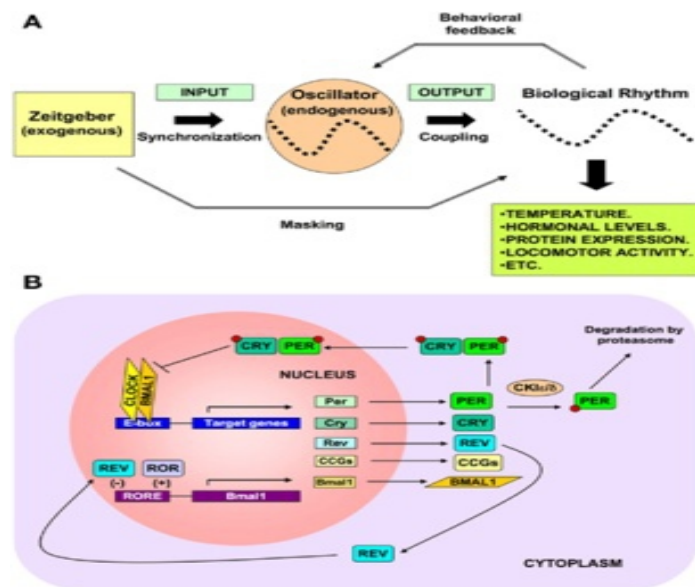 A
Behavioral
feedback
Zeitgeber
(exogenous)
INPUT
Synchronization
Oscillator
(endogenous)
OUTPUT
Coupling
Biological Rhythm
Masking
•TEMPERATURE.
•HORMONAL LEVELS.
•PROTEIN EXPRESSION.
•LOCOMOTOR ACTIVITY.
•ETC.
B
Degradation by
proteasome
CRY PER
CRY PER
NUCLEUS
CLOCK
BMAL1
E-box
Target genes
Per
Cry
Rev
CCGs
Bmal1
PER
CRY
REV
CCGs
BMAL1
CKIε/δ
PER
REV
(-)
ROR
(+)
RORE
Bmal1
REV
CYTOPLASM